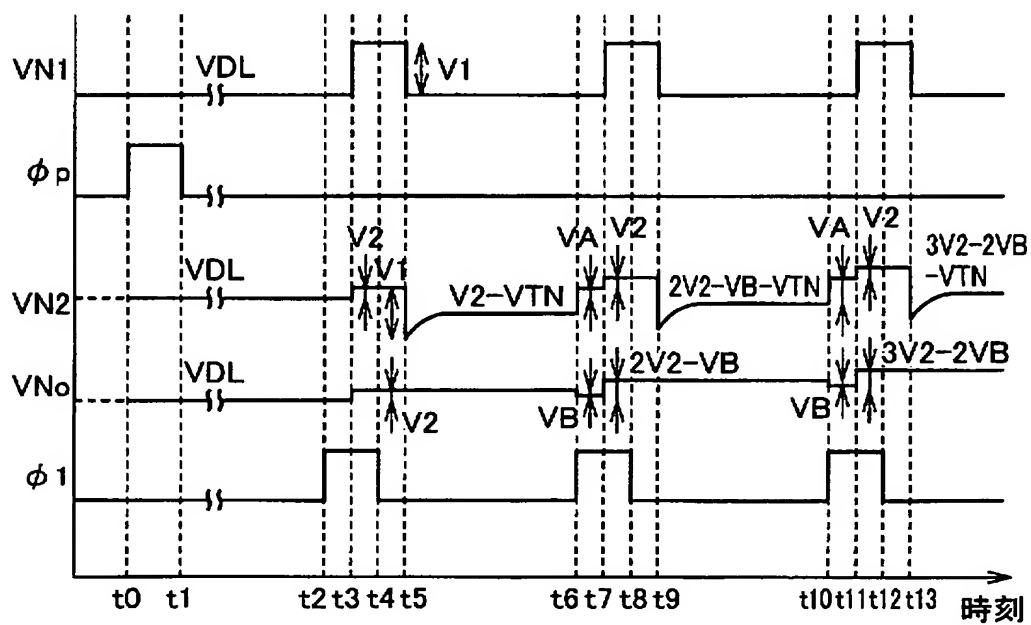 VN1
VDL
V1
φp
VN2
VDL
V2
V1
V2-VTN
VA
V2
2V2-VB-VTN
VA
V2
3V2-2VB
-VTN
VNo
VDL
V2
VB
2V2-VB
VB
3V2-2VB
φ1
t0 t1 t2 t3 t4 t5 t6 t7 t8 t9 t10 t11 t12 t13
時刻